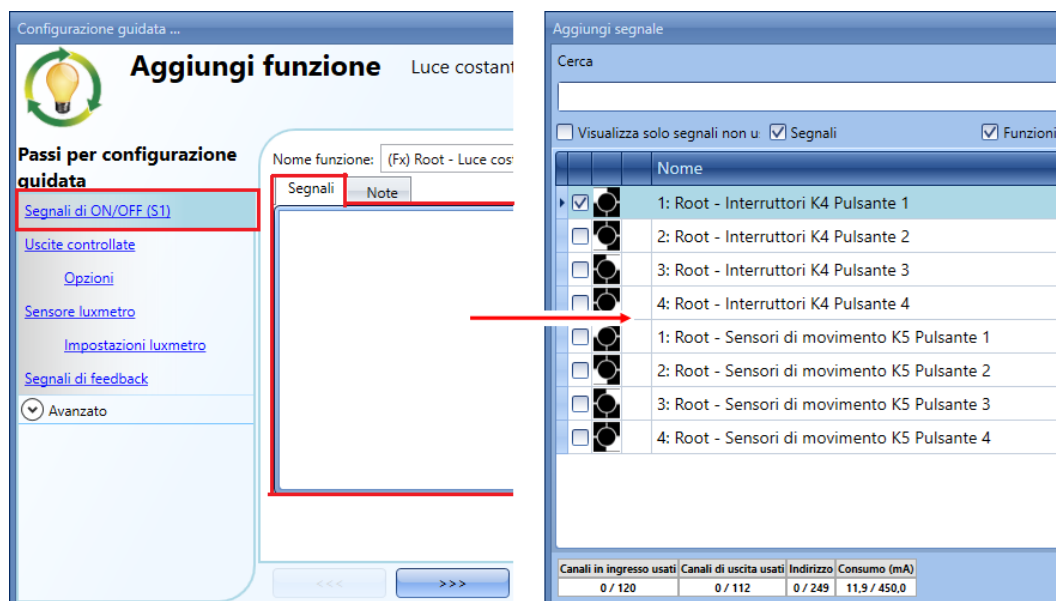 Configurazione guidata ...
Aggiungi funzione
Luce costant
Passi per configurazione
guidata
Segnali di ON/OFF (S1)
Uscite controllate
Opzioni
Sensore luxmetro
Impostazioni luxmetro
Segnali di feedback
Avanzato
Nome funzione: (Fx) Root - Luce cost
Segnali Note
<<< >>>
Aggiungi segnale
Cerca
Visualizza solo segnali non u: Segnali Funzioni
Nome
1: Root - Interruttori K4 Pulsante 1
2: Root - Interruttori K4 Pulsante 2
3: Root - Interruttori K4 Pulsante 3
4: Root - Interruttori K4 Pulsante 4
1: Root - Sensori di movimento K5 Pulsante 1
2: Root - Sensori di movimento K5 Pulsante 2
3: Root - Sensori di movimento K5 Pulsante 3
4: Root - Sensori di movimento K5 Pulsante 4
Canali in ingresso usati Canali di uscita usati Indirizzo Consumo (mA)
0 / 120 0 / 112 0 / 249 11,9 / 450,0